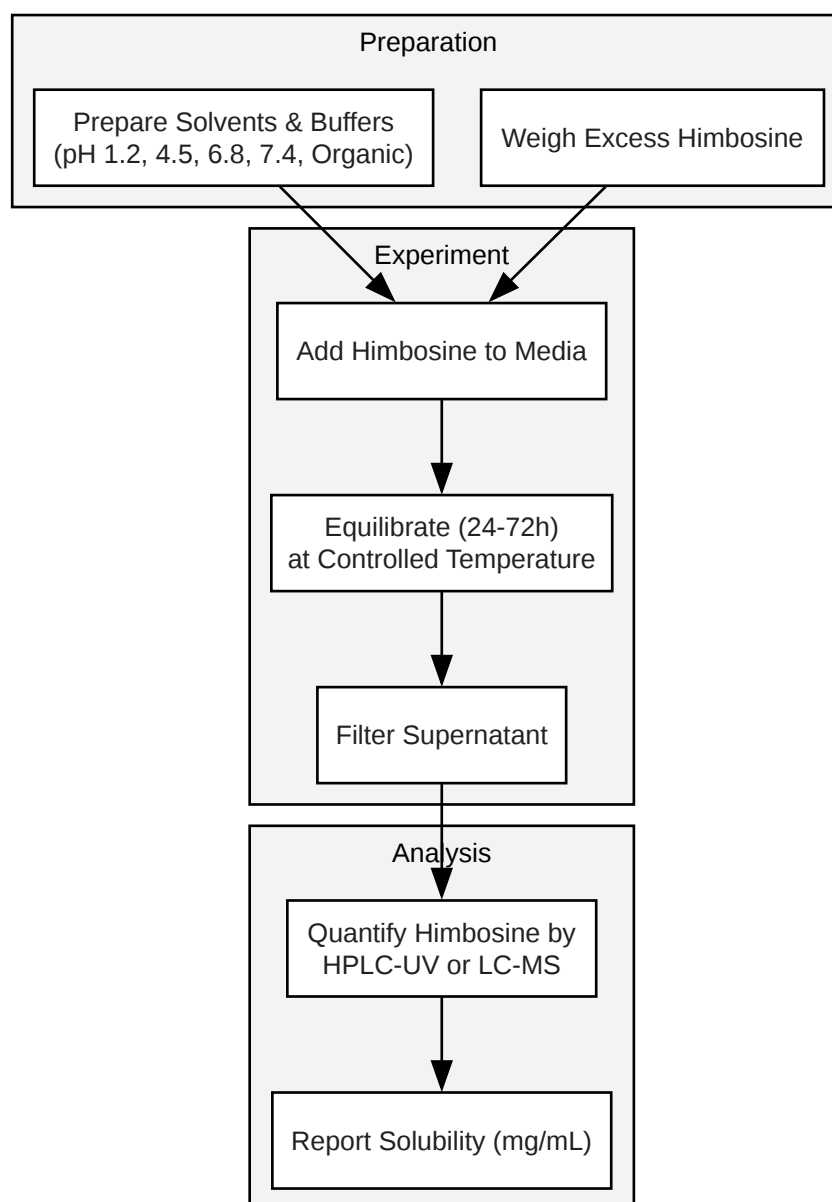 Preparation
Prepare Solvents & Buffers
(pH 1.2, 4.5, 6.8, 7.4, Organic)
Weigh Excess Himbosine
Experiment
Add Himbosine to Media
Equilibrate (24-72h)
at Controlled Temperature
Filter Supernatant
Analysis
Quantify Himbosine by
HPLC-UV or LC-MS
Report Solubility (mg/mL)